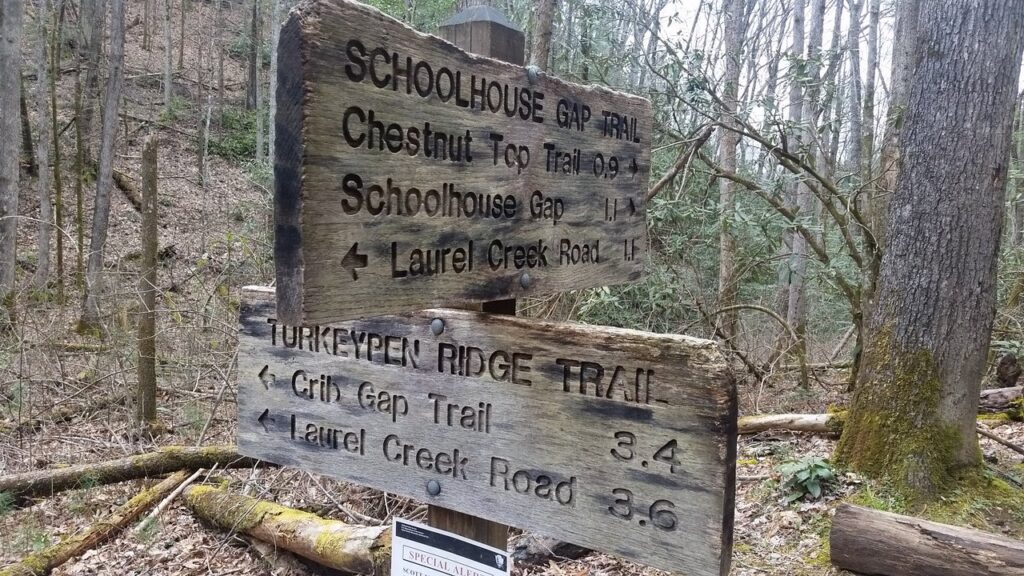 SCHOOLHOUSE GAP TRAIL
Chestnut Top Trail 0.9 →
Schoolhouse Gap 1.1 →
← Laurel Creek Road 1.1
TURKEYPEN RIDGE TRAIL
← Crib Gap Trail 3.4
← Laurel Creek Road 3.6
SPECIAL ALERT